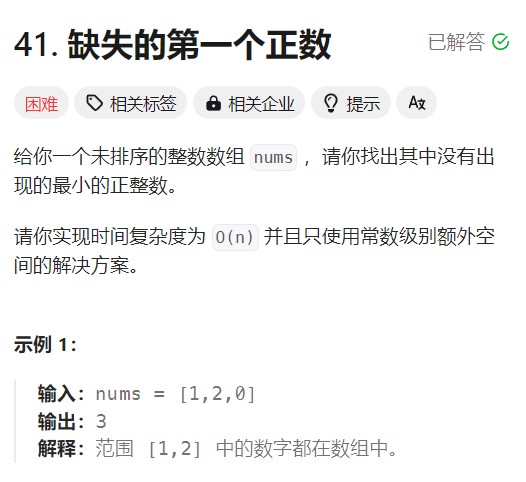 41. 缺失的第一个正数
已解答
困难 相关标签 相关企业 提示
给你一个未排序的整数数组 nums ，请你找出其中没有出
现的最小的正整数。
请你实现时间复杂度为 O(n) 并且只使用常数级别额外空
间的解决方案。
示例 1：
输入：nums = [1,2,0]
输出：3
解释：范围 [1,2] 中的数字都在数组中。